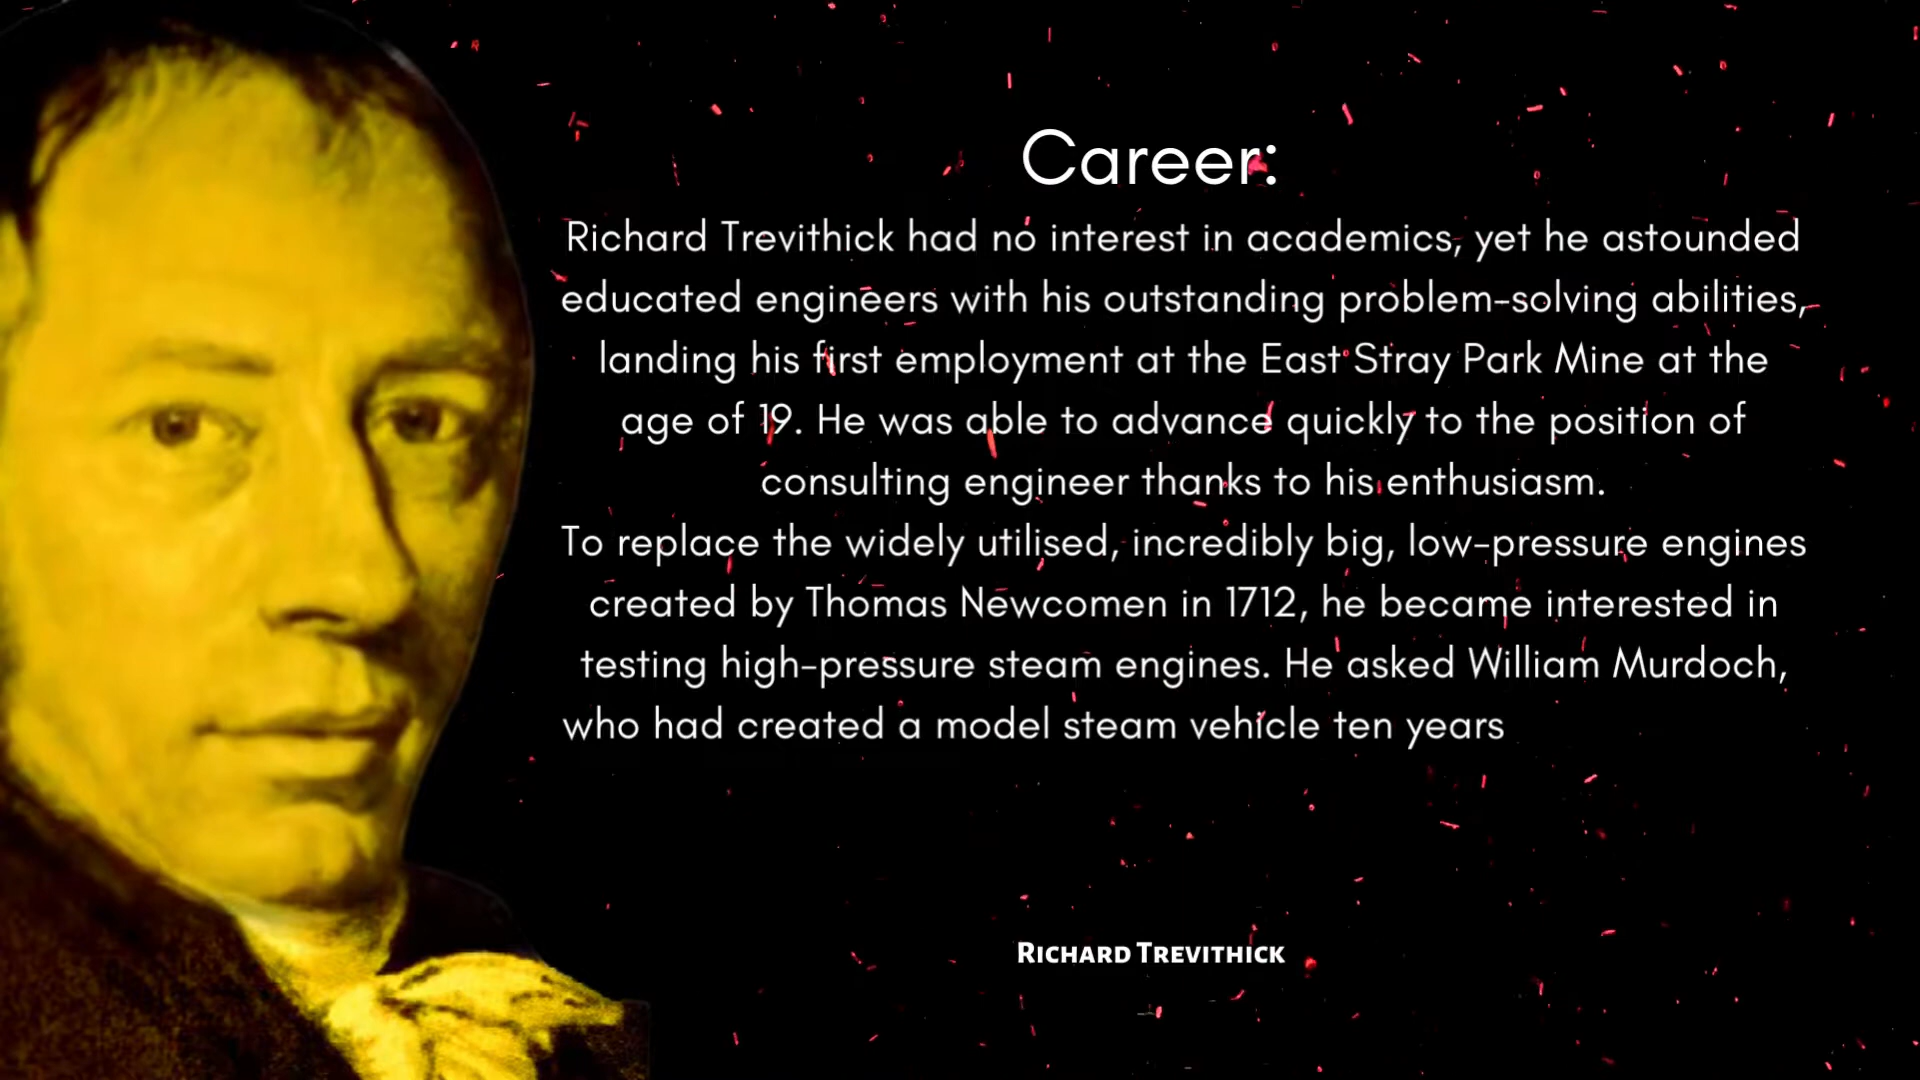 Career:
Richard Trevithick had no interest in academics, yet he astounded
educated engineers with his outstanding problem-solving abilities,
landing his first employment at the East Stray Park Mine at the
age of 19. He was able to advance quickly to the position of
consulting engineer thanks to his enthusiasm.
To replace the widely utilised, incredibly big, low-pressure engines
created by Thomas Newcomen in 1712, he became interested in
testing high-pressure steam engines. He asked William Murdoch,
who had created a model steam vehicle ten years
Richard Trevithick